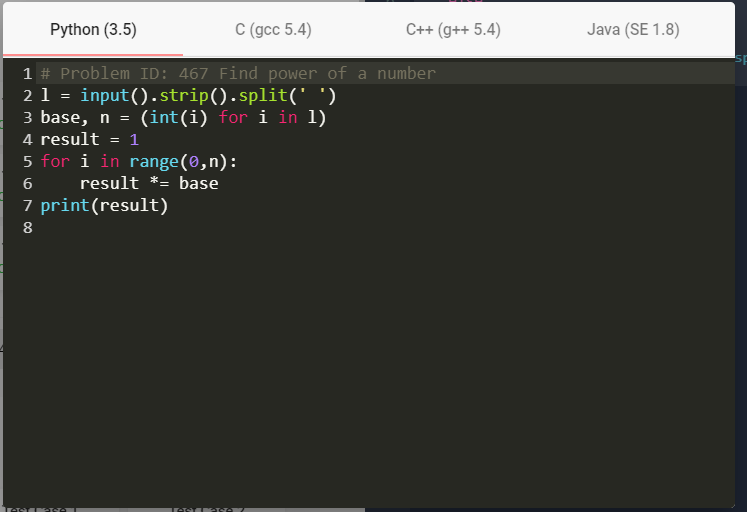 Python (3.5) C (gcc 5.4) C++ (g++ 5.4) Java (SE 1.8)
1 # Problem ID: 467 Find power of a number
2 l = input().strip().split(' ')
3 base, n = (int(i) for i in l)
4 result = 1
5 for i in range(0,n):
6     result *= base
7 print(result)
8
sp